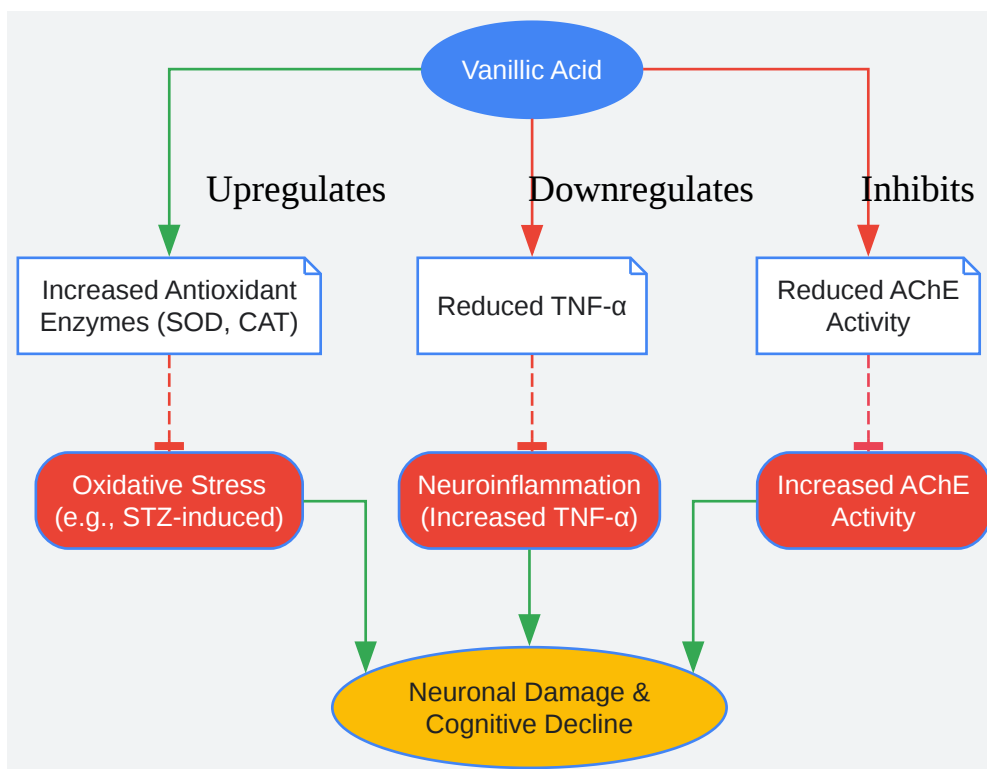 Vanillic Acid
Upregulates
Downregulates
Inhibits
Increased Antioxidant
Enzymes (SOD, CAT)
Reduced TNF-α
Reduced AChE
Activity
Oxidative Stress
(e.g., STZ-induced)
Neuroinflammation
(Increased TNF-α)
Increased AChE
Activity
Neuronal Damage &
Cognitive Decline